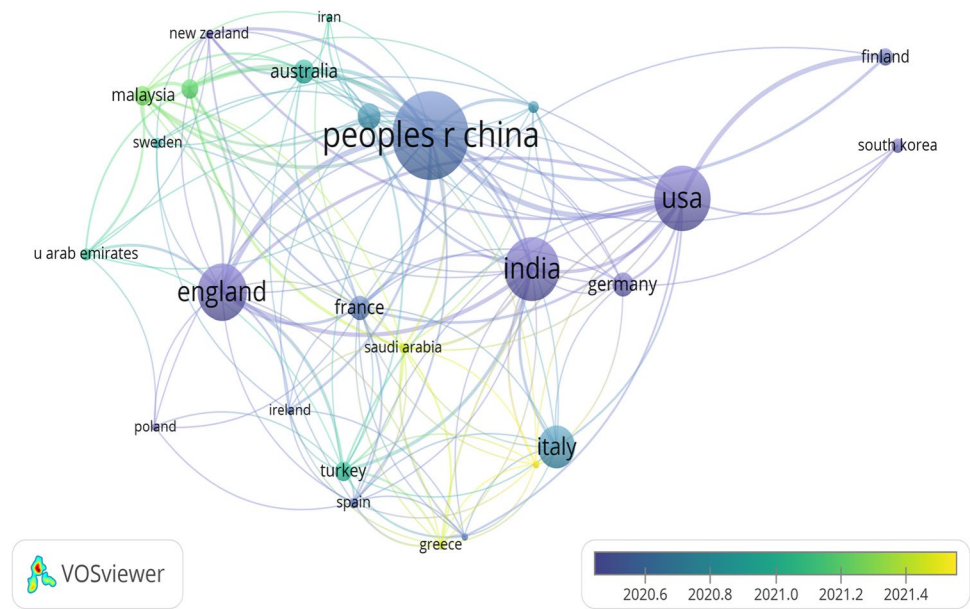 iran
new zealand
finland
australia
malaysia
peoples r china
sweden
south korea
usa
u arab emirates
india
england
germany
france
saudi arabia
ireland
poland
italy
turkey
spain
greece
VOSviewer
2020.6 2020.8 2021.0 2021.2 2021.4